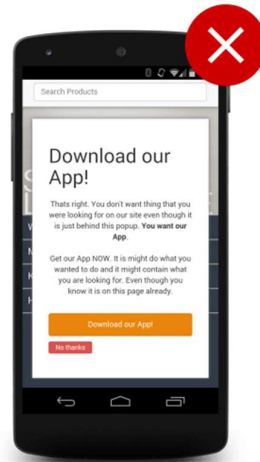 Search Products
Download our
App!
Thats right. You don't want thing that you
were looking for on our site even though it
is just behind this popup. You want our
App.
Get our App NOW. It is might do what you
wanted to do and it might contain what
you are looking for. Even though you
know it is on this page already.
Download our App!
No thanks